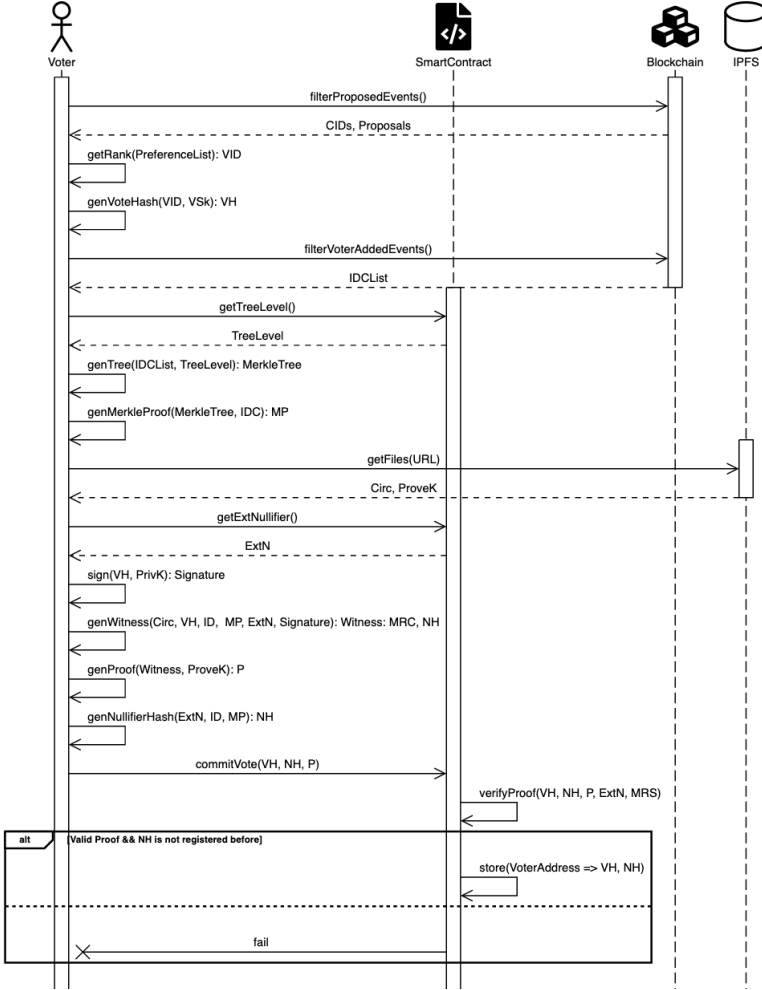 Voter
SmartContract
Blockchain
IPFS
filterProposedEvents()
CIDs, Proposals
getRank(PreferenceList): VID
genVoteHash(VID, VSk): VH
filterVoterAddedEvents()
IDCList
getTreeLevel()
TreeLevel
genTree(IDCList, TreeLevel): MerkleTree
genMerkleProof(MerkleTree, IDC): MP
getFiles(URL)
Circ, ProveK
getExtNullifier()
ExtN
sign(VH, PrivK): Signature
genWitness(Circ, VH, ID, MP, ExtN, Signature): Witness: MRC, NH
genProof(Witness, ProveK): P
genNullifierHash(ExtN, ID, MP): NH
commitVote(VH, NH, P)
verifyProof(VH, NH, P, ExtN, MRS)
alt
[Valid Proof && NH is not registered before]
store(VoterAddress => VH, NH)
fail